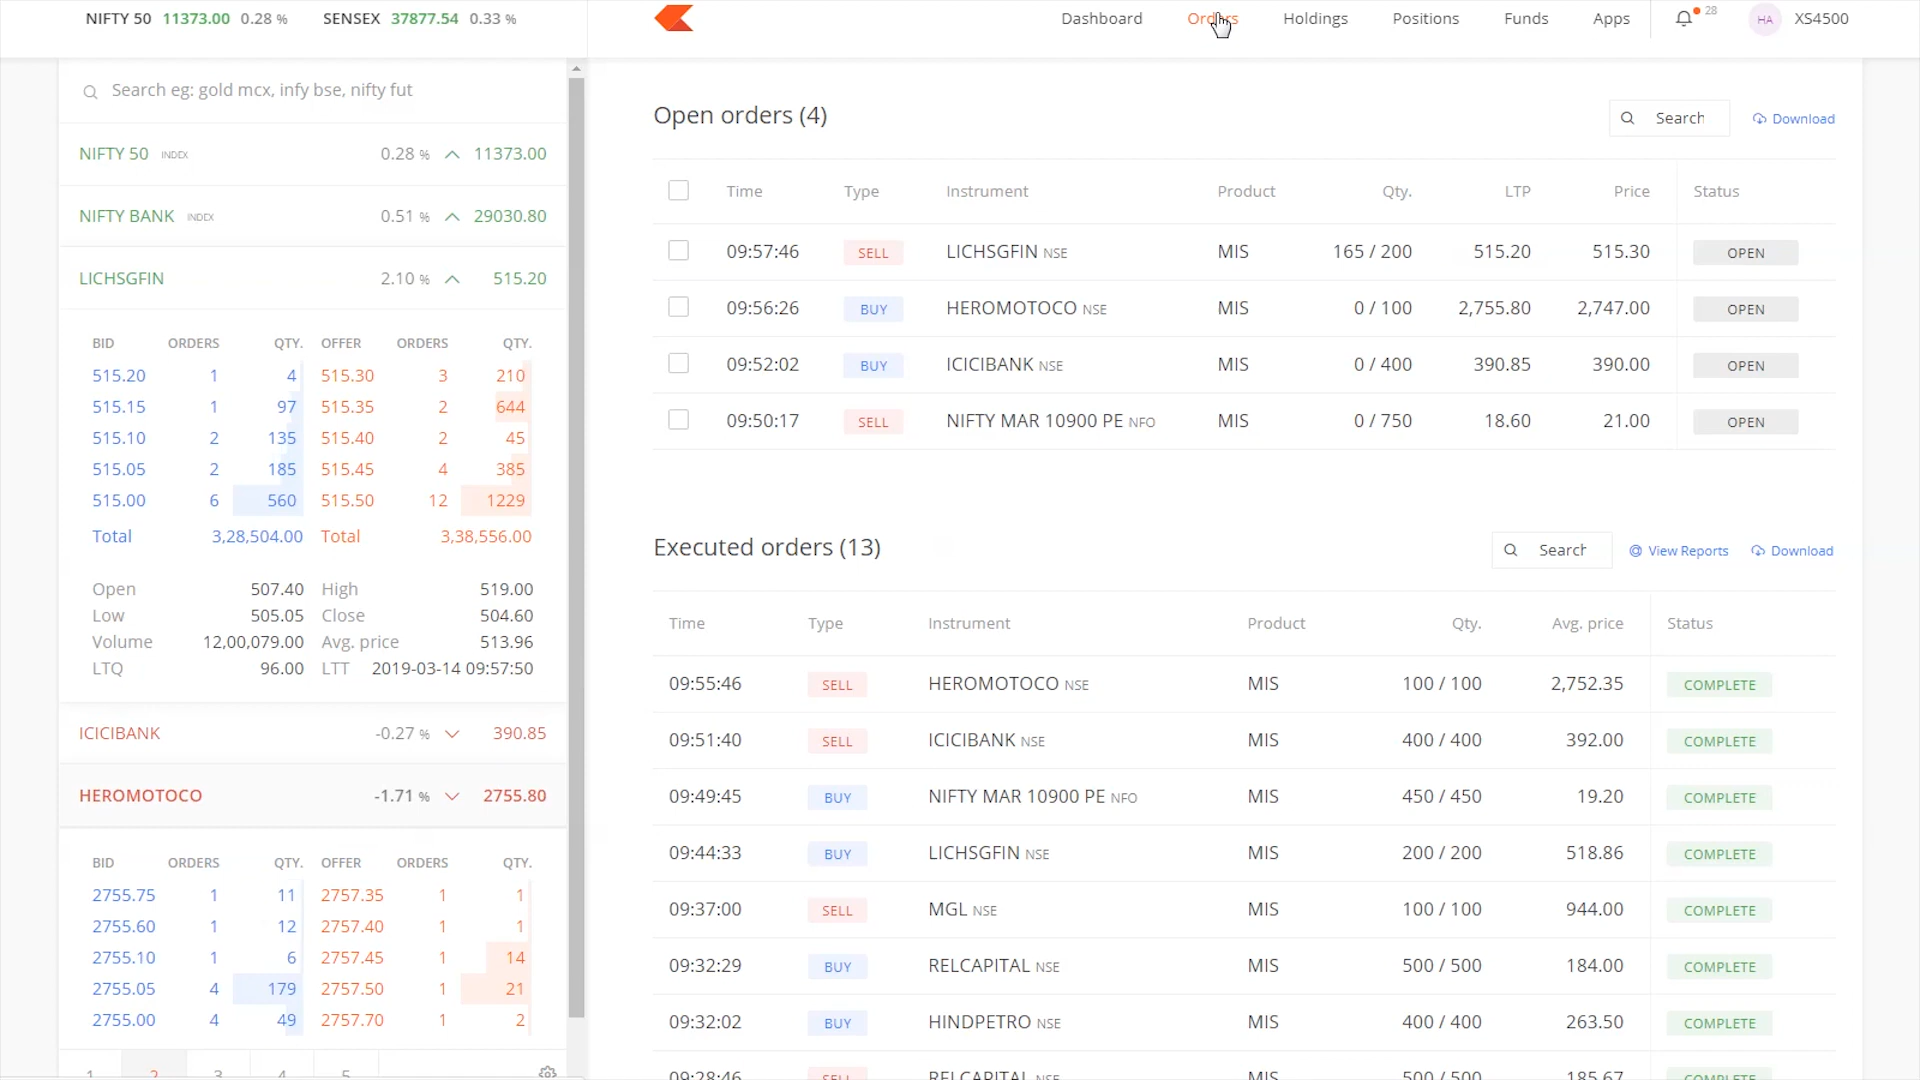 NIFTY 50 11373.00 0.28 % SENSEX 37877.54 0.33 %
Dashboard Orders Holdings Positions Funds Apps 28 HA XS4500
Search eg: gold mcx, infy bse, nifty fut
NIFTY 50 INDEX 0.28 % 11373.00
NIFTY BANK INDEX 0.51 % 29030.80
LICHSGFIN 2.10 % 515.20
BID ORDERS QTY. OFFER ORDERS QTY.
515.20 1 4 515.30 3 210
515.15 1 97 515.35 2 644
515.10 2 135 515.40 2 45
515.05 2 185 515.45 4 385
515.00 6 560 515.50 12 1229
Total 3,28,504.00 Total 3,38,556.00
Open 507.40 High 519.00
Low 505.05 Close 504.60
Volume 12,00,079.00 Avg. price 513.96
LTQ 96.00 LTT 2019-03-14 09:57:50
ICICIBANK -0.27 % 390.85
HEROMOTOCO -1.71 % 2755.80
BID ORDERS QTY. OFFER ORDERS QTY.
2755.75 1 11 2757.35 1 1
2755.60 1 12 2757.40 1 1
2755.10 1 6 2757.45 1 14
2755.05 4 179 2757.50 1 21
2755.00 4 49 2757.70 1 2
1 2 3 4 5
Open orders (4)
Search Download
Time Type Instrument Product Qty. LTP Price Status
09:57:46 SELL LICHSGFIN NSE MIS 165 / 200 515.20 515.30 OPEN
09:56:26 BUY HEROMOTOCO NSE MIS 0 / 100 2,755.80 2,747.00 OPEN
09:52:02 BUY ICICIBANK NSE MIS 0 / 400 390.85 390.00 OPEN
09:50:17 SELL NIFTY MAR 10900 PE NFO MIS 0 / 750 18.60 21.00 OPEN
Executed orders (13)
Search View Reports Download
Time Type Instrument Product Qty. Avg. price Status
09:55:46 SELL HEROMOTOCO NSE MIS 100 / 100 2,752.35 COMPLETE
09:51:40 SELL ICICIBANK NSE MIS 400 / 400 392.00 COMPLETE
09:49:45 BUY NIFTY MAR 10900 PE NFO MIS 450 / 450 19.20 COMPLETE
09:44:33 BUY LICHSGFIN NSE MIS 200 / 200 518.86 COMPLETE
09:37:00 SELL MGL NSE MIS 100 / 100 944.00 COMPLETE
09:32:29 BUY RELCAPITAL NSE MIS 500 / 500 184.00 COMPLETE
09:32:02 BUY HINDPETRO NSE MIS 400 / 400 263.50 COMPLETE
09:28:46 SELL RELCAPITAL NSE MIS 500 / 500 185.67 COMPLETE